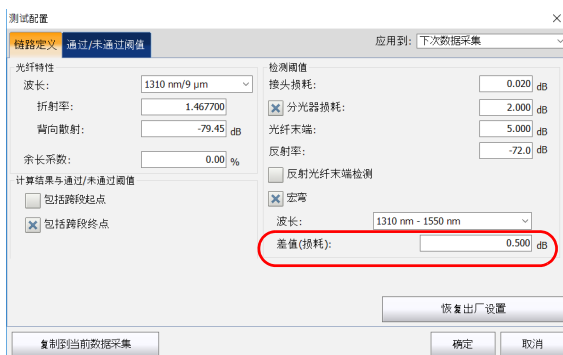 测试配置
链路定义 通过/未通过阈值 应用到: 下次数据采集
光纤特性
波长: 1310 nm/9 µm
折射率: 1.467700
背向散射: -79.45 dB
余长系数: 0.00 %
计算结果与通过/未通过阈值
包括跨段起点
包括跨段终点
检测阈值
接头损耗: 0.020 dB
分光器损耗: 2.000 dB
光纤末端: 5.000 dB
反射率: -72.0 dB
反射光纤末端检测
宏弯
波长: 1310 nm - 1550 nm
差值(损耗): 0.500 dB
恢复出厂设置
复制到当前数据采集 确定 取消